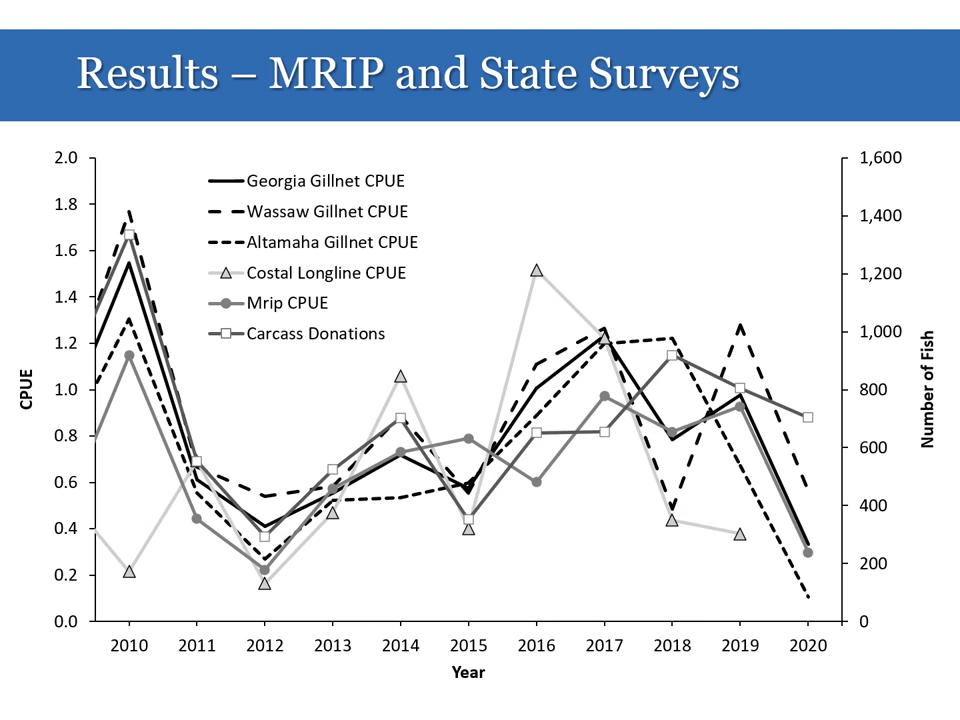 Results – MRIP and State Surveys
2.0
1.8
1.6
1.4
1.2
1.0
0.8
0.6
0.4
0.2
0.0
CPUE
Georgia Gillnet CPUE
Wassaw Gillnet CPUE
Altamaha Gillnet CPUE
Costal Longline CPUE
Mrip CPUE
Carcass Donations
1,600
1,400
1,200
1,000
800
600
400
200
0
Number of Fish
2010 2011 2012 2013 2014 2015 2016 2017 2018 2019 2020
Year